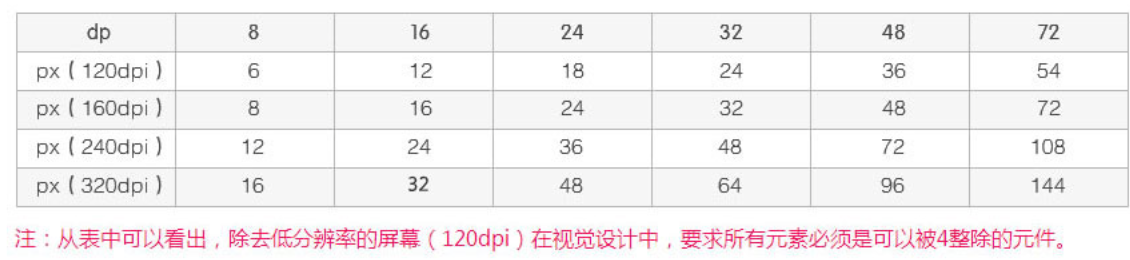 dp 8 16 24 32 48 72
px（120dpi） 6 12 18 24 36 54
px（160dpi） 8 16 24 32 48 72
px（240dpi） 12 24 36 48 72 108
px（320dpi） 16 32 48 64 96 144
注：从表中可以看出，除去低分辨率的屏幕（120dpi）在视觉设计中，要求所有元素必须是可以被4整除的元件。